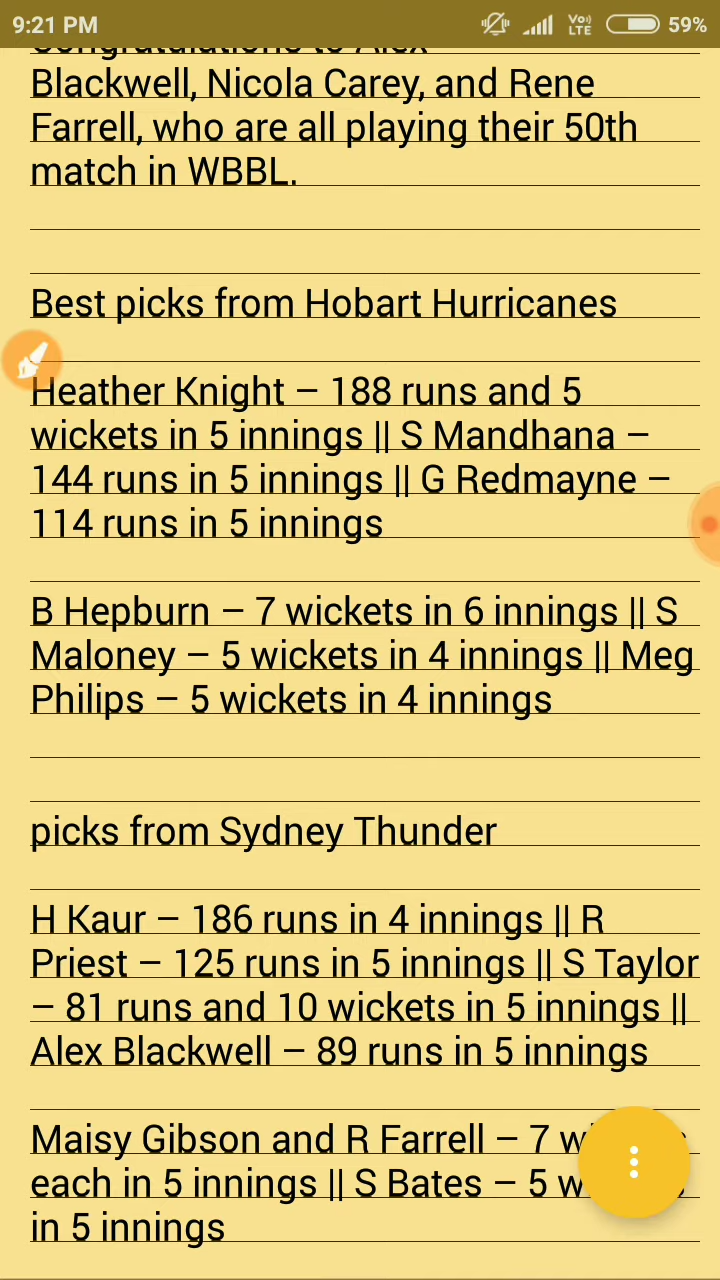 9:21 PM VoLTE 59%
Congratulations to Alex
Blackwell, Nicola Carey, and Rene
Farrell, who are all playing their 50th
match in WBBL.
Best picks from Hobart Hurricanes
Heather Knight – 188 runs and 5
wickets in 5 innings || S Mandhana –
144 runs in 5 innings || G Redmayne –
114 runs in 5 innings
B Hepburn – 7 wickets in 6 innings || S
Maloney – 5 wickets in 4 innings || Meg
Philips – 5 wickets in 4 innings
picks from Sydney Thunder
H Kaur – 186 runs in 4 innings || R
Priest – 125 runs in 5 innings || S Taylor
– 81 runs and 10 wickets in 5 innings ||
Alex Blackwell – 89 runs in 5 innings
Maisy Gibson and R Farrell – 7
each in 5 innings || S Bates – 5
in 5 innings